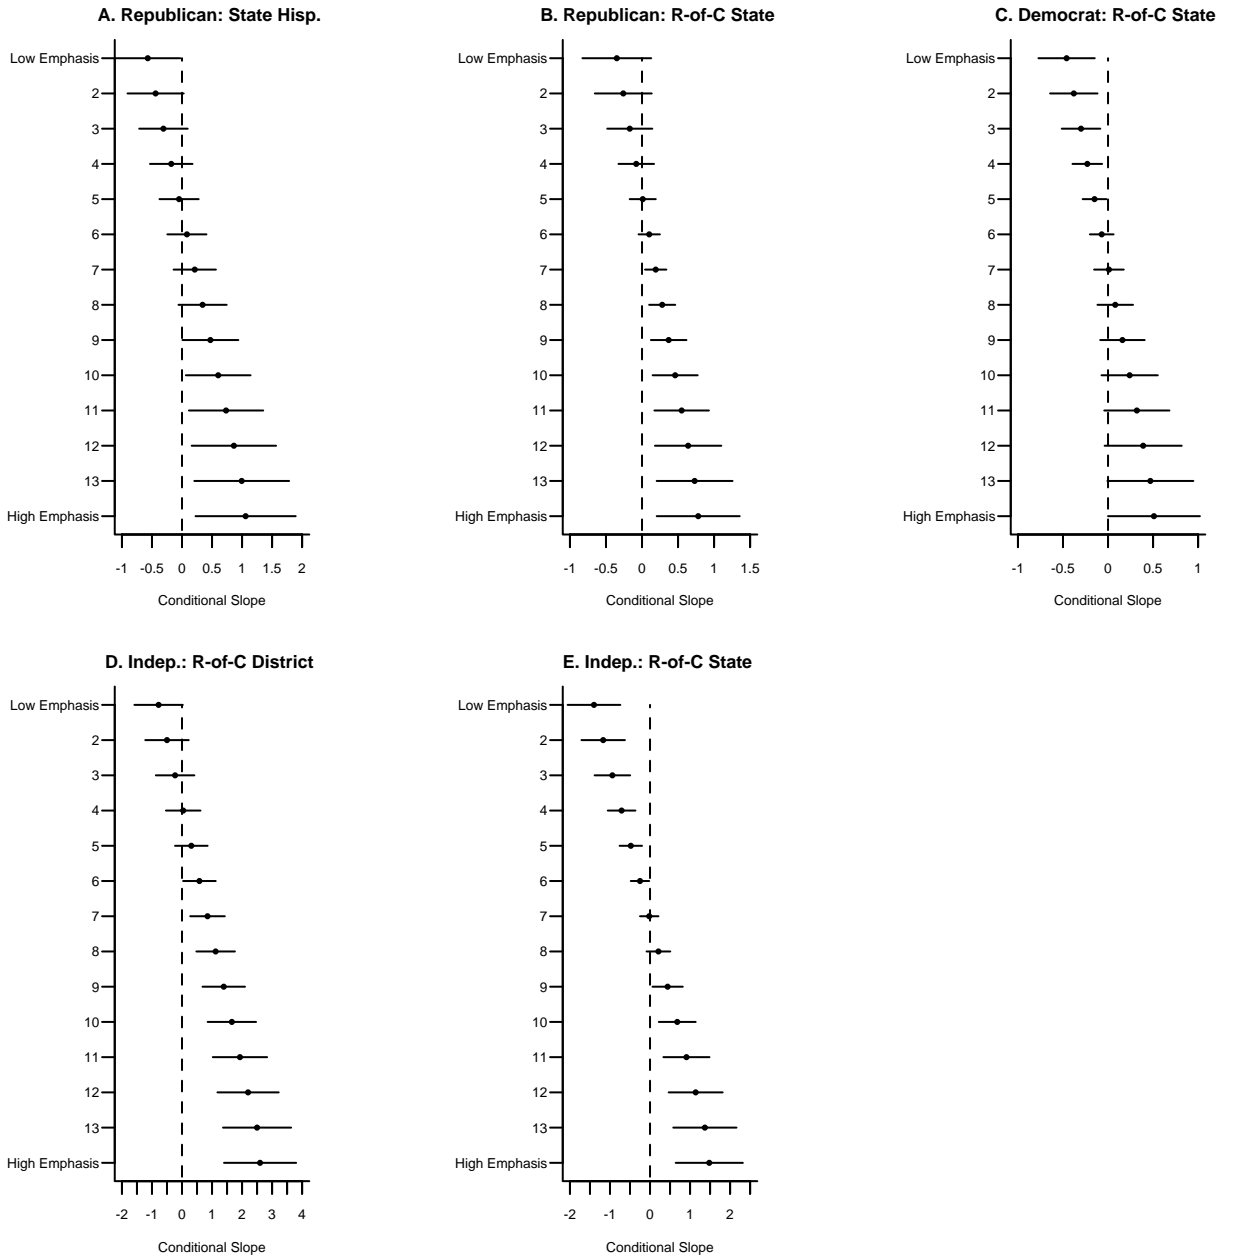 A. Republican: State Hisp.
Low Emphasis
2
3
4
5
6
7
8
9
10
11
12
13
High Emphasis
-1 -0.5 0 0.5 1 1.5 2
Conditional Slope
B. Republican: R-of-C State
Low Emphasis
2
3
4
5
6
7
8
9
10
11
12
13
High Emphasis
-1 -0.5 0 0.5 1 1.5
Conditional Slope
C. Democrat: R-of-C State
Low Emphasis
2
3
4
5
6
7
8
9
10
11
12
13
High Emphasis
-1 -0.5 0 0.5 1
Conditional Slope
D. Indep.: R-of-C District
Low Emphasis
2
3
4
5
6
7
8
9
10
11
12
13
High Emphasis
-2 -1 0 1 2 3 4
Conditional Slope
E. Indep.: R-of-C State
Low Emphasis
2
3
4
5
6
7
8
9
10
11
12
13
High Emphasis
-2 -1 0 1 2
Conditional Slope